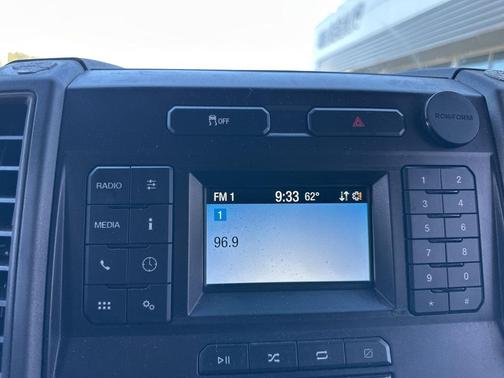 OFF
ROKFORM
RADIO
MEDIA
FM 1 9:33 62°
1
96.9
1 2
3 4
5 6
7 8
9 0
* #